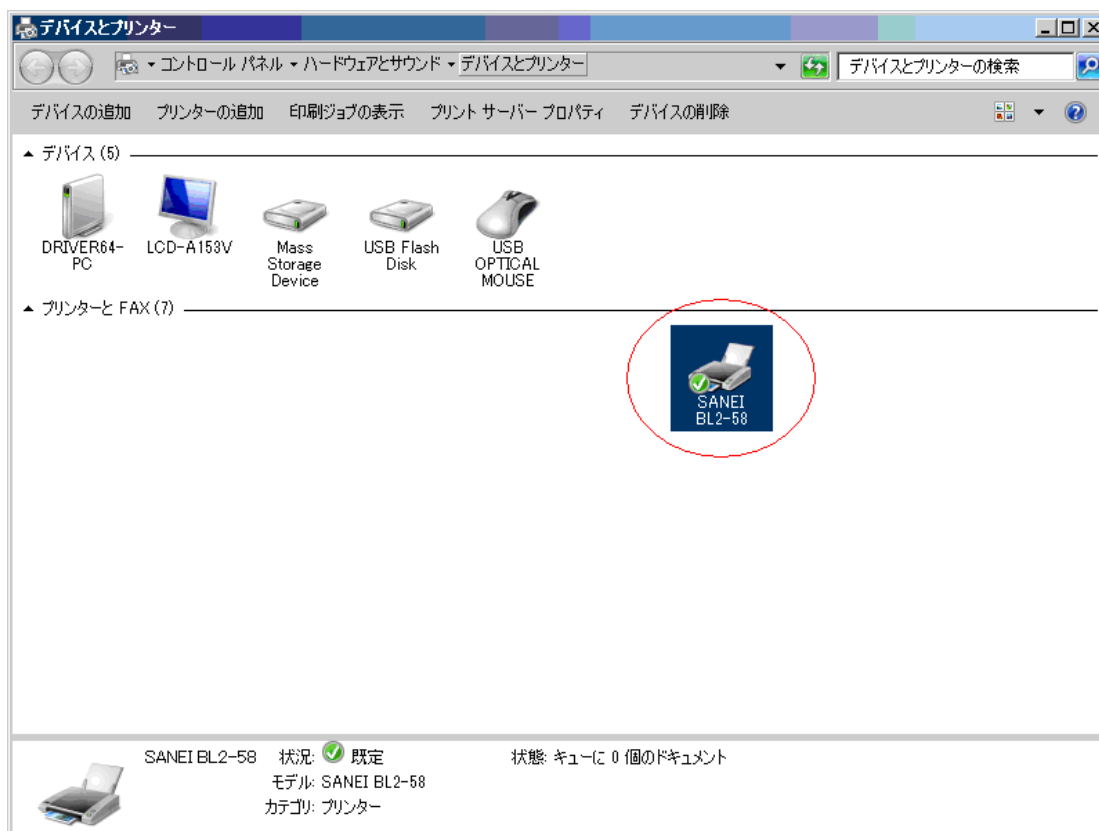 デバイスとプリンター
コントロール パネル ハードウェアとサウンド デバイスとプリンター デバイスとプリンターの検索
デバイスの追加 プリンターの追加 印刷ジョブの表示 プリント サーバー プロパティ デバイスの削除
デバイス (5)
DRIVER64-PC
LCD-A153V
Mass Storage Device
USB Flash Disk
USB OPTICAL MOUSE
プリンターと FAX (7)
SANEI
BL2-58
SANEI BL2-58 状況: 既定 状態: キューに 0 個のドキュメント
モデル: SANEI BL2-58
カテゴリ: プリンター